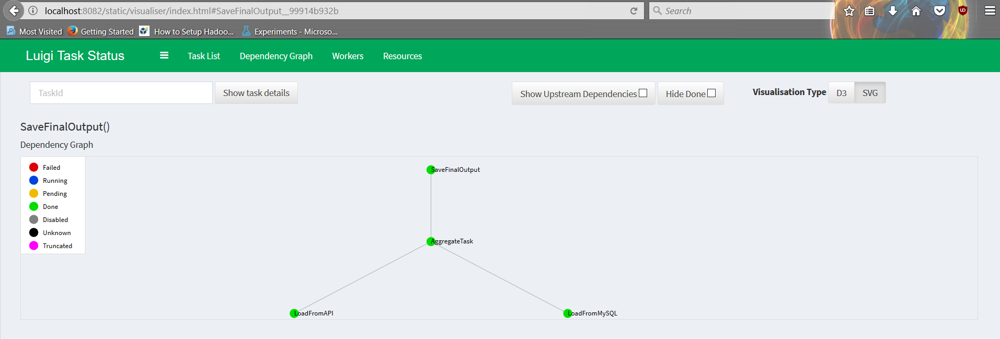 localhost:8082/static/visualiser/index.html#SaveFinalOutput__99914b932b
Search
Most Visited Getting Started How to Setup Hadoo... Experiments - Microso...
Luigi Task Status Task List Dependency Graph Workers Resources
TaskId Show task details Show Upstream Dependencies Hide Done Visualisation Type D3 SVG
SaveFinalOutput()
Dependency Graph
Failed
Running
Pending
Done
Disabled
Unknown
Truncated
SaveFinalOutput
AggregateTask
LoadFromAPI
LoadFromMySQL